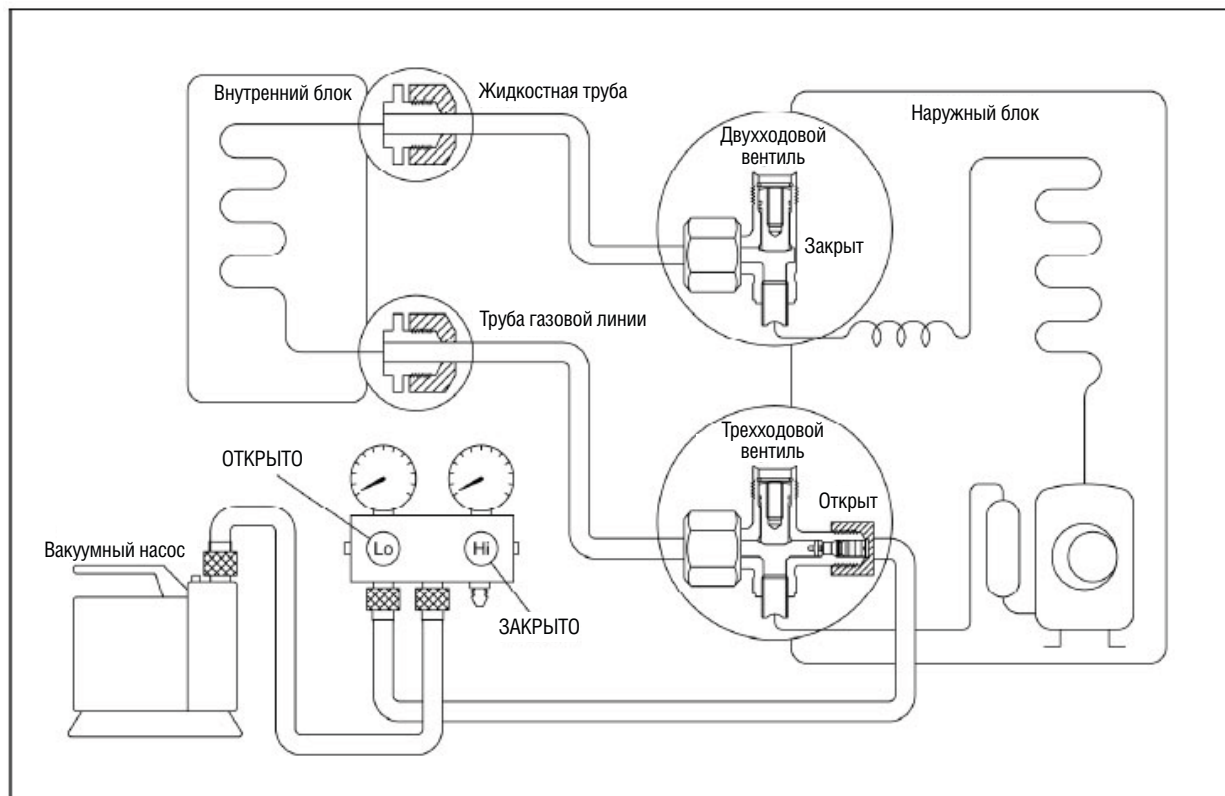 Внутренний блок
Жидкостная труба
Наружный блок
Двухходовой
вентиль
Закрыт
Труба газовой линии
Трехходовой
вентиль
Открыт
ОТКРЫТО
Lo
Hi
Вакуумный насос
ЗАКРЫТО